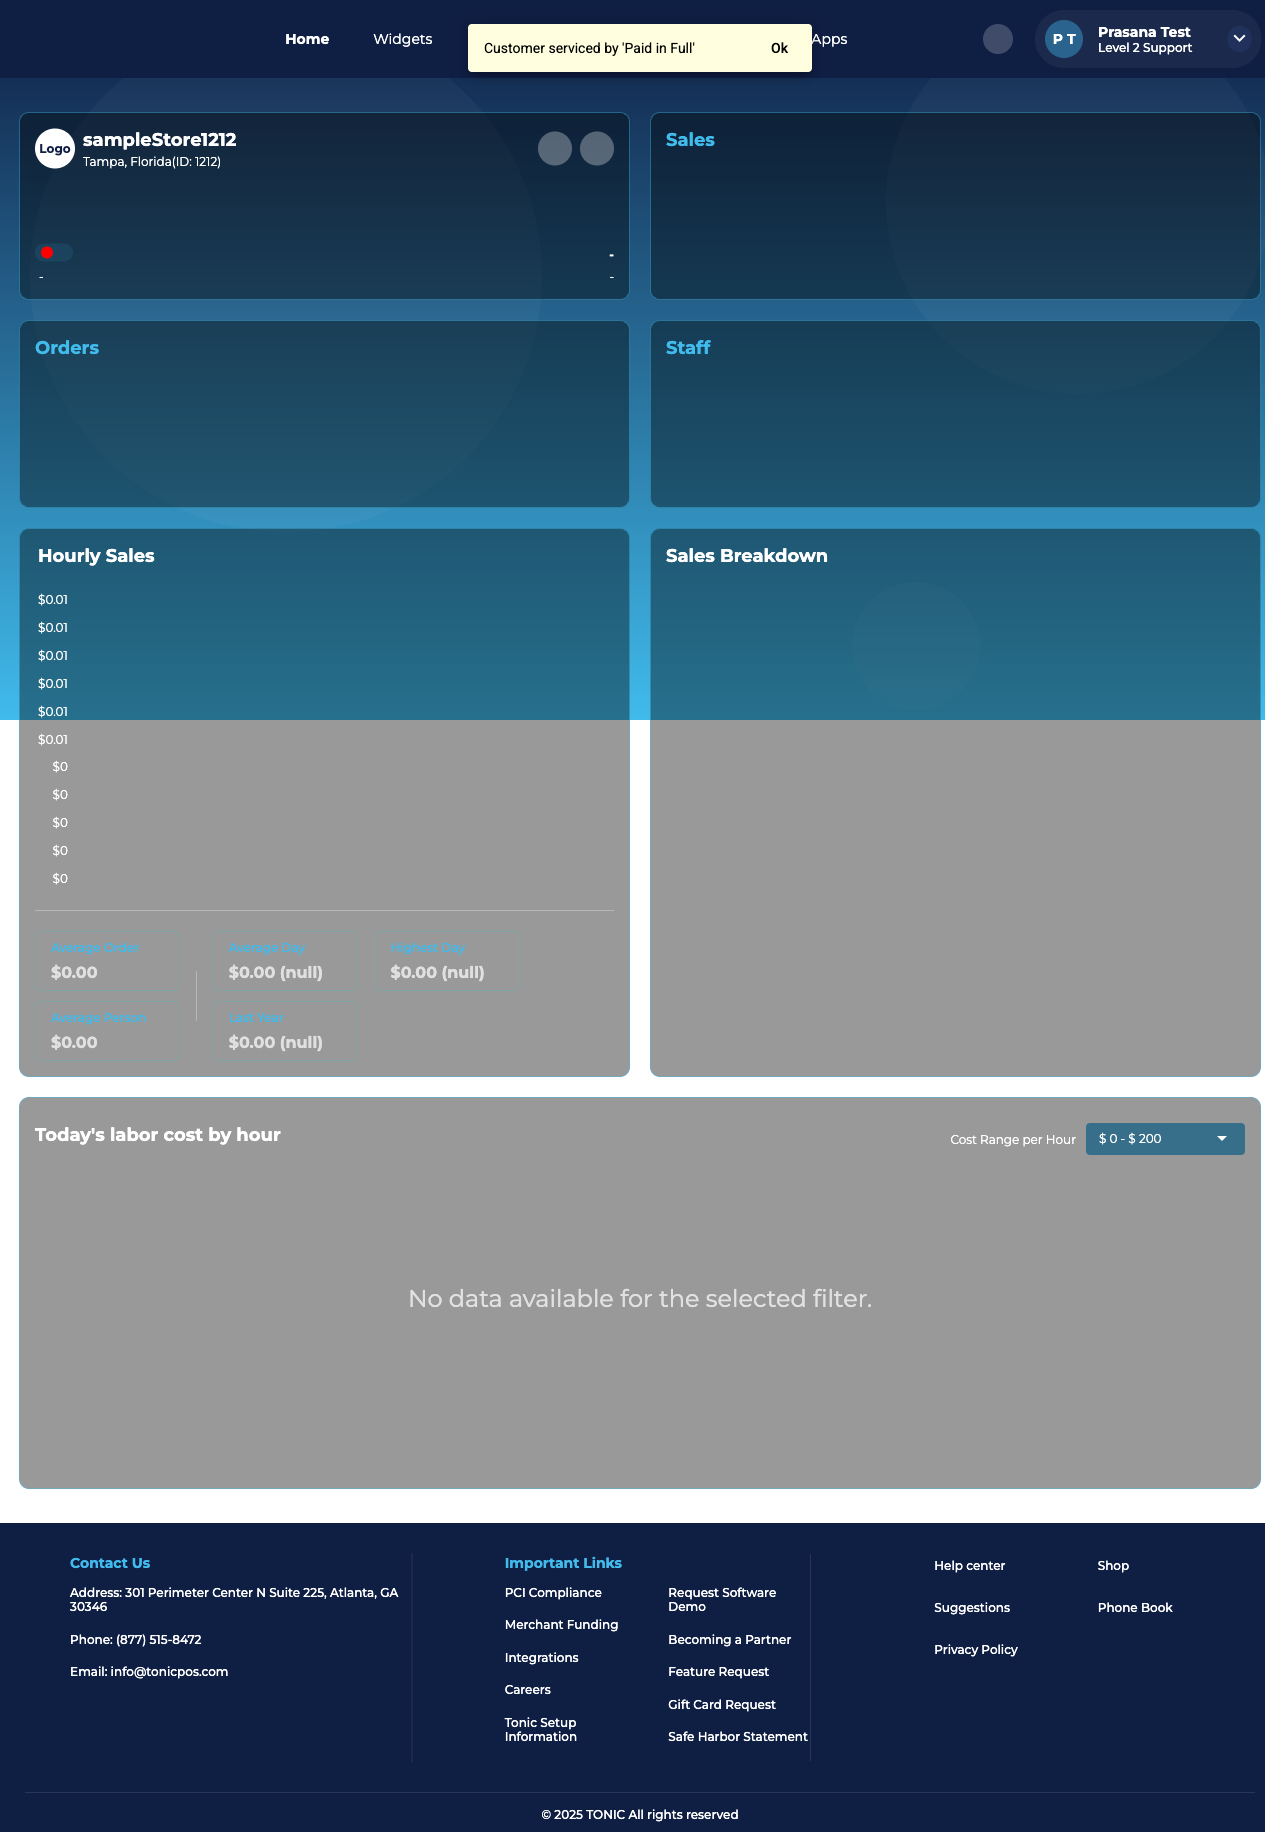 Home
Widgets
Customer serviced by 'Paid in Full'
Ok
Apps
P T
Prasana Test
Level 2 Support
Logo
sampleStore1212
Tampa, Florida(ID: 1212)
-
-
-
Sales
Orders
Staff
Hourly Sales
$0.01
$0.01
$0.01
$0.01
$0.01
$0.01
$0
$0
$0
$0
$0
Average Order
$0.00
Average Day
$0.00 (null)
Highest Day
$0.00 (null)
Average Person
$0.00
Last Year
$0.00 (null)
Sales Breakdown
Today's labor cost by hour
Cost Range per Hour
$ 0 - $ 200
No data available for the selected filter.
Contact Us
Address: 301 Perimeter Center N Suite 225, Atlanta, GA
30346
Phone: (877) 515-8472
Email: info@tonicpos.com
Important Links
PCI Compliance
Merchant Funding
Integrations
Careers
Tonic Setup
Information
Request Software
Demo
Becoming a Partner
Feature Request
Gift Card Request
Safe Harbor Statement
Help center
Suggestions
Privacy Policy
Shop
Phone Book
© 2025 TONIC All rights reserved